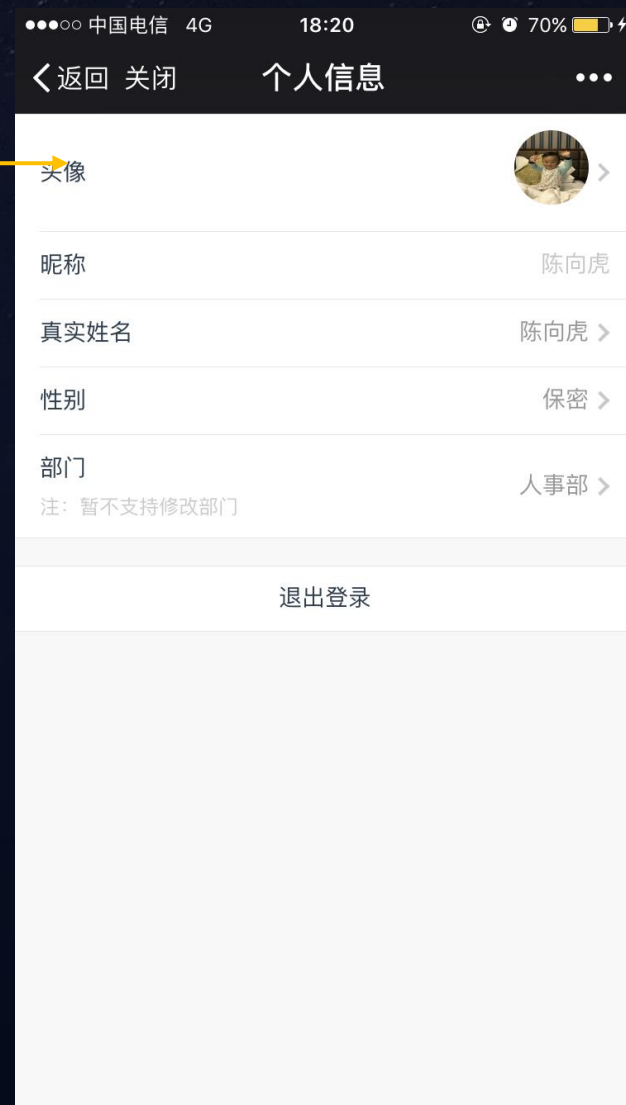 中国电信 4G 18:20 70%
返回 关闭 个人信息
头像
昵称 陈向虎
真实姓名 陈向虎
性别 保密
部门
人事部
注：暂不支持修改部门
退出登录